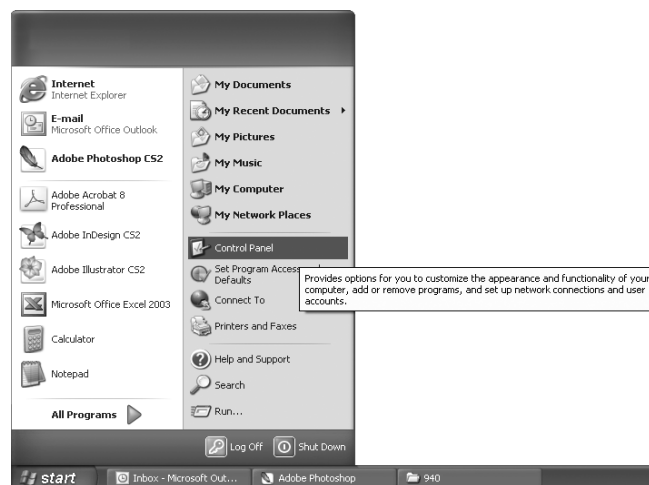 Internet
Internet Explorer
E-mail
Microsoft Office Outlook
Adobe Photoshop CS2
Adobe Acrobat 8
Professional
Adobe InDesign CS2
Adobe Illustrator CS2
Microsoft Office Excel 2003
Calculator
Notepad
All Programs
My Documents
My Recent Documents
My Pictures
My Music
My Computer
My Network Places
Control Panel
Set Program Access
Defaults
Provides options for you to customize the appearance and functionality of your
computer, add or remove programs, and set up network connections and user
accounts.
Connect To
Printers and Faxes
Help and Support
Search
Run...
Log Off
Shut Down
start
Inbox - Microsoft Out...
Adobe Photoshop
940